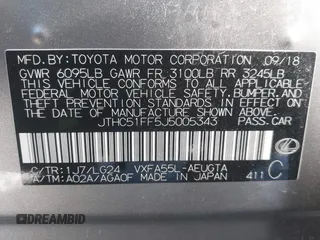 MFD. BY: TOYOTA MOTOR CORPORATION 09/18
GVWR 6095LB GAWR FR 3100LB RR 3245LB
THIS VEHICLE CONFORMS TO ALL APPLICABLE
FEDERAL MOTOR VEHICLE SAFETY, BUMPER, AND
THEFT PREVENTION STANDARDS IN EFFECT ON
THE DATE OF MANUFACTURE SHOWN ABOVE.
JTHC51FF5J5005343 PASS.CAR
C/TR:1J7/LG24 VXFA55L-AEUGTA
A/TM:A02A/AGA0F MADE IN JAPAN 411 C
DREAMBID